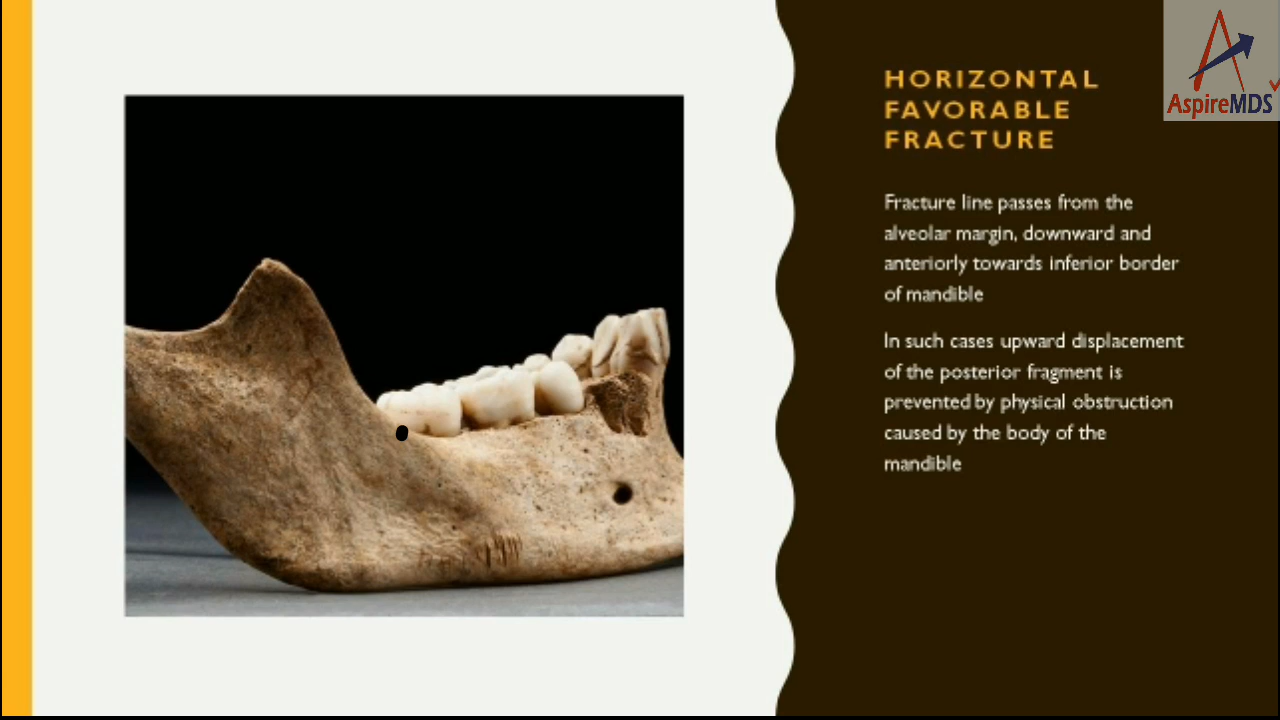 HORIZONTAL
FAVORABLE
FRACTURE
AspireMDS
Fracture line passes from the
alveolar margin, downward and
anteriorly towards inferior border
of mandible
In such cases upward displacement
of the posterior fragment is
prevented by physical obstruction
caused by the body of the
mandible